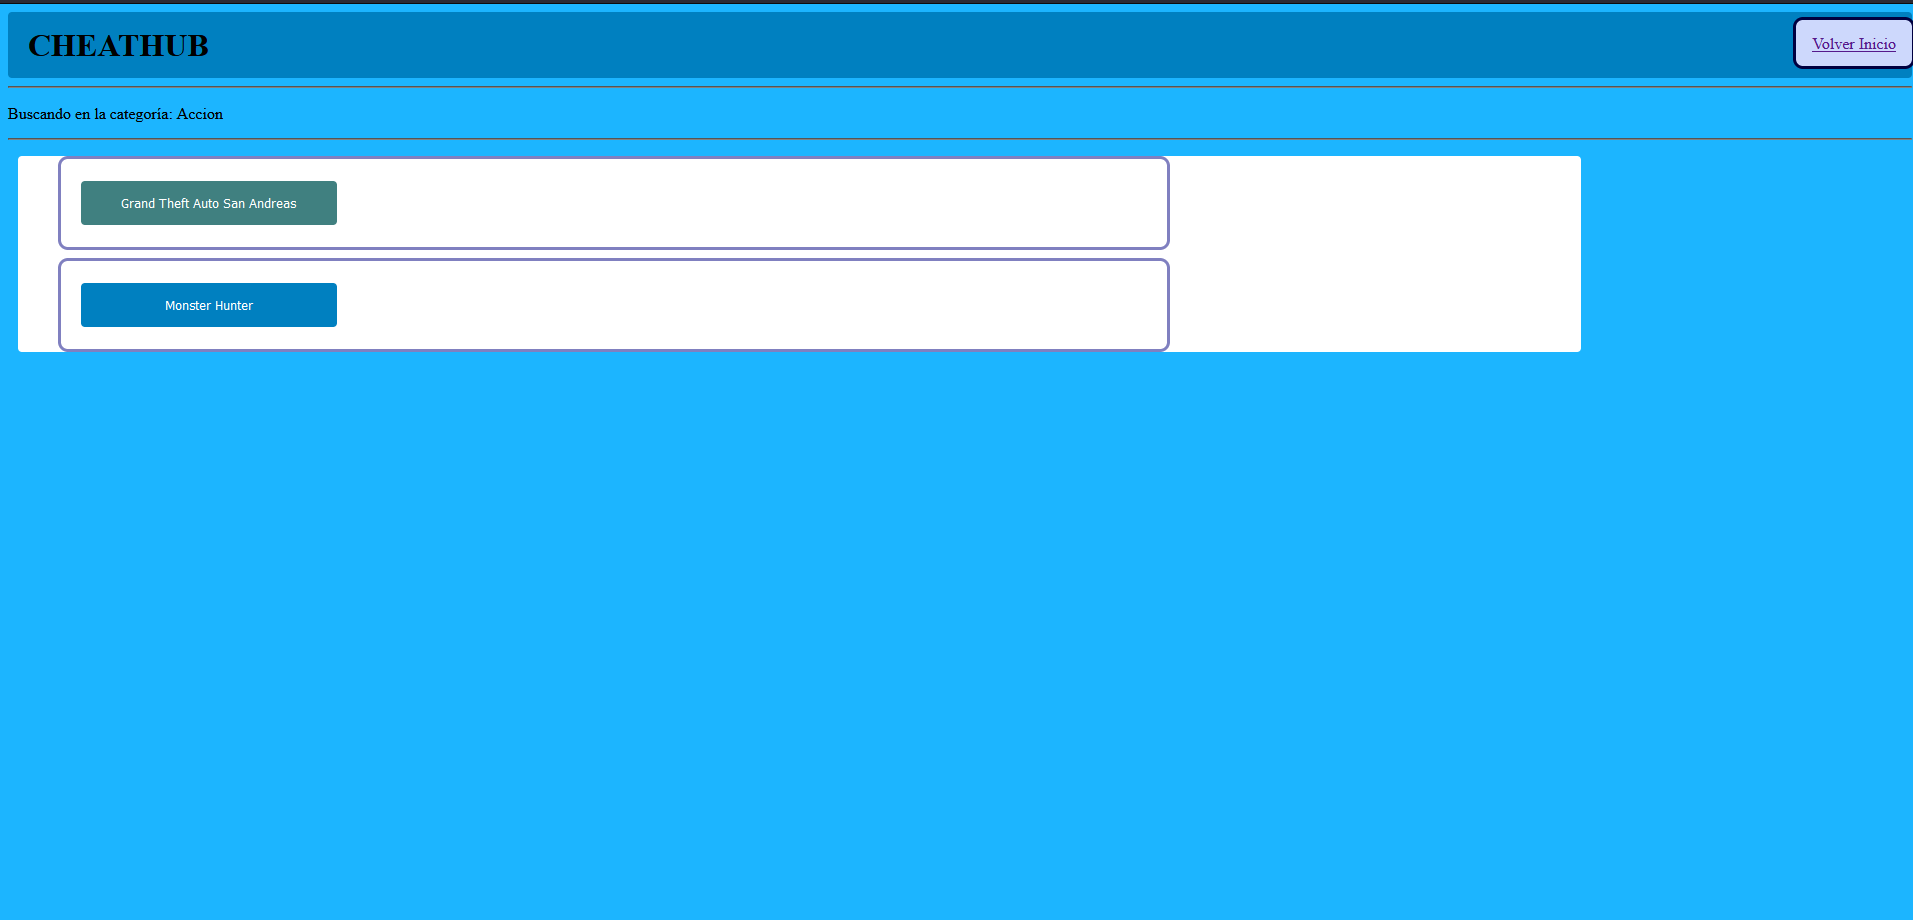 CHEATHUB
Volver Inicio
Buscando en la categoría: Accion
Grand Theft Auto San Andreas
Monster Hunter